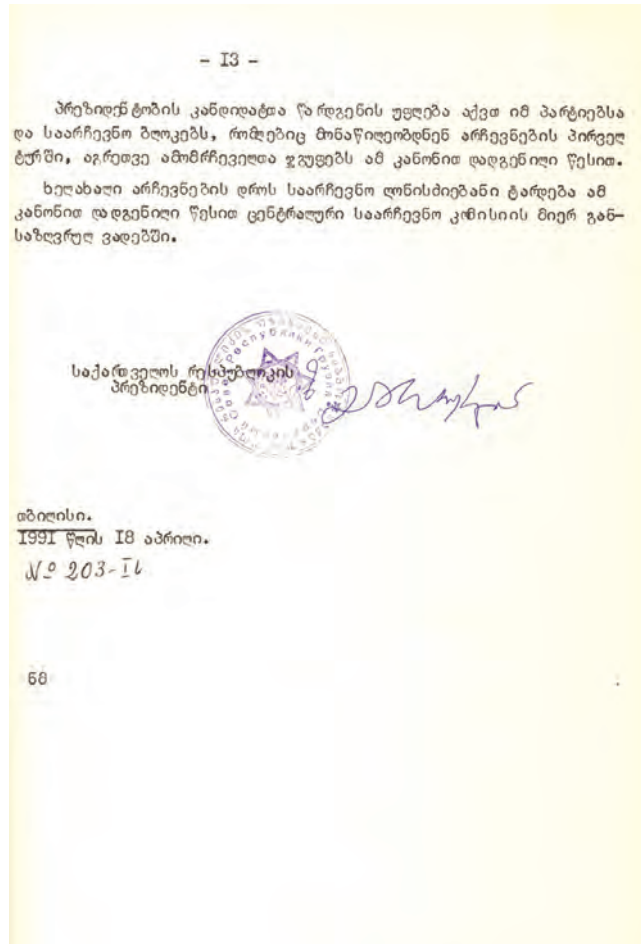 - I3 -
პრეზიდენტობის კანდიდატთა წარდგენის უფლება აქვთ იმ პარტიებსა
და საარჩევნო ბლოკებს, რომლებიც მონაწილეობდნენ არჩევნების პირველ
ტურში, აგრეთვე ამომრჩეველთა ჯგუფებს ამ კანონით დადგენილი წესით.
ხელახალი არჩევნების დროს საარჩევნო ღონისძიებანი ტარდება ამ
კანონით დადგენილი წესით ცენტრალური საარჩევნო კომისიის მიერ გან-
საზღვრულ ვადებში.
საქართველოს რესპუბლიკის
პრეზიდენტი
თბილისი.
I99I წლის I8 აპრილი.
№ 203-Iს
68